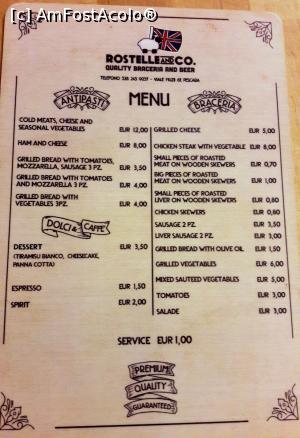 [c] AmFostAcolo®
ROSTELLE AND CO.
QUALITY BRACERIA AND BEER
MENU
ANTIPASTI
COLD MEATS, CHEESE AND
SEASONAL VEGETABLES EUR 12,00
HAM AND CHEESE EUR 8,00
GRILLED BREAD WITH TOMATOES,
MOZZARELLA, SAUSAGE 3 PZ. EUR 3,50
GRILLED BREAD WITH TOMATOES
AND MOZZARELLA 3 PZ. EUR 4,00
GRILLED BREAD WITH
VEGETABLES 3PZ. EUR 4,00
DOLCI & CAFFE
DESSERT EUR 3,50
(TIRAMISU BIANCO, CHEESECAKE,
PANNA COTTA)
ESPRESSO EUR 1,50
SPIRIT EUR 2,00
BRACERIA
GRILLED CHEESE EUR 5,00
CHICKEN STEAK WITH VEGETABLE EUR 8,00
SMALL PIECES OF ROASTED
MEAT ON WOODEN SKEWERS EUR 0,70
BIG PIECES OF ROASTED
MEAT ON WOODEN SKEWERS EUR 1,00
SMALL PIECES OF ROASTED
LIVER ON WOODEN SKEWERS EUR 0,80
CHICKEN SKEWERS EUR 0,80
SAUSAGE 2 PZ. EUR 3,50
LIVER SAUSAGE 2 PZ. EUR 3,00
GRILLED BREAD WITH OLIVE OIL EUR 1,50
GRILLED VEGETABLES EUR 6,00
MIXED SAUTEED VEGETABLES EUR 5,00
TOMATOES EUR 3,00
SALADE EUR 3,00
SERVICE EUR 1,00
PREMIUM
QUALITY
GUARANTEED